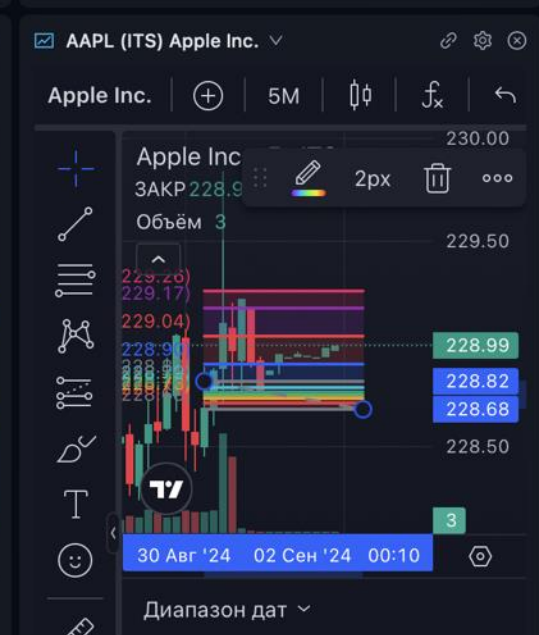 AAPL (ITS) Apple Inc.
Apple Inc. 5M
230.00
Apple Inc
2px
ЗАКР 228.9
Объём 3
229.50
229.26)
229.17)
229.04)
228.99
228.82
228.68
228.50
3
30 Авг '24 02 Сен '24 00:10
Диапазон дат